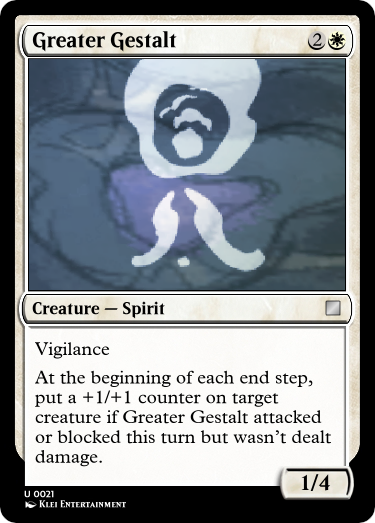 Greater Gestalt 2
Creature — Spirit
Vigilance
At the beginning of each end step,
put a +1/+1 counter on target
creature if Greater Gestalt attacked
or blocked this turn but wasn't dealt
damage.
1/4
U 0021
Klei Entertainment